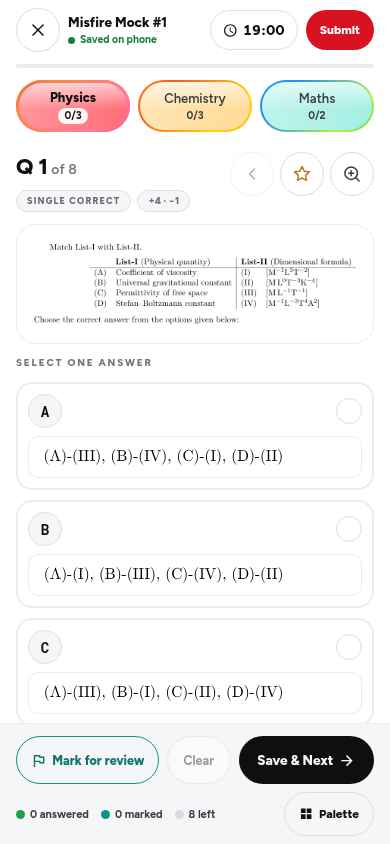 Misfire Mock #1
Saved on phone
19:00
Submit
Physics
0/3
Chemistry
0/3
Maths
0/2
Q 1 of 8
SINGLE CORRECT
+4 · -1
Match List-I with List-II.
List-I (Physical quantity) List-II (Dimensional formula)
(A) Coefficient of viscosity (I) [M⁻¹L³T⁻²]
(B) Universal gravitational constant (II) [ML⁰T⁻³K⁻⁴]
(C) Permittivity of free space (III) [ML⁻¹T⁻¹]
(D) Stefan–Boltzmann constant (IV) [M⁻¹L⁻³T⁴A²]
Choose the correct answer from the options given below:
SELECT ONE ANSWER
A
(A)-(III), (B)-(IV), (C)-(I), (D)-(II)
B
(A)-(I), (B)-(III), (C)-(IV), (D)-(II)
C
(A)-(III), (B)-(I), (C)-(II), (D)-(IV)
Mark for review
Clear
Save & Next
0 answered
0 marked
8 left
Palette